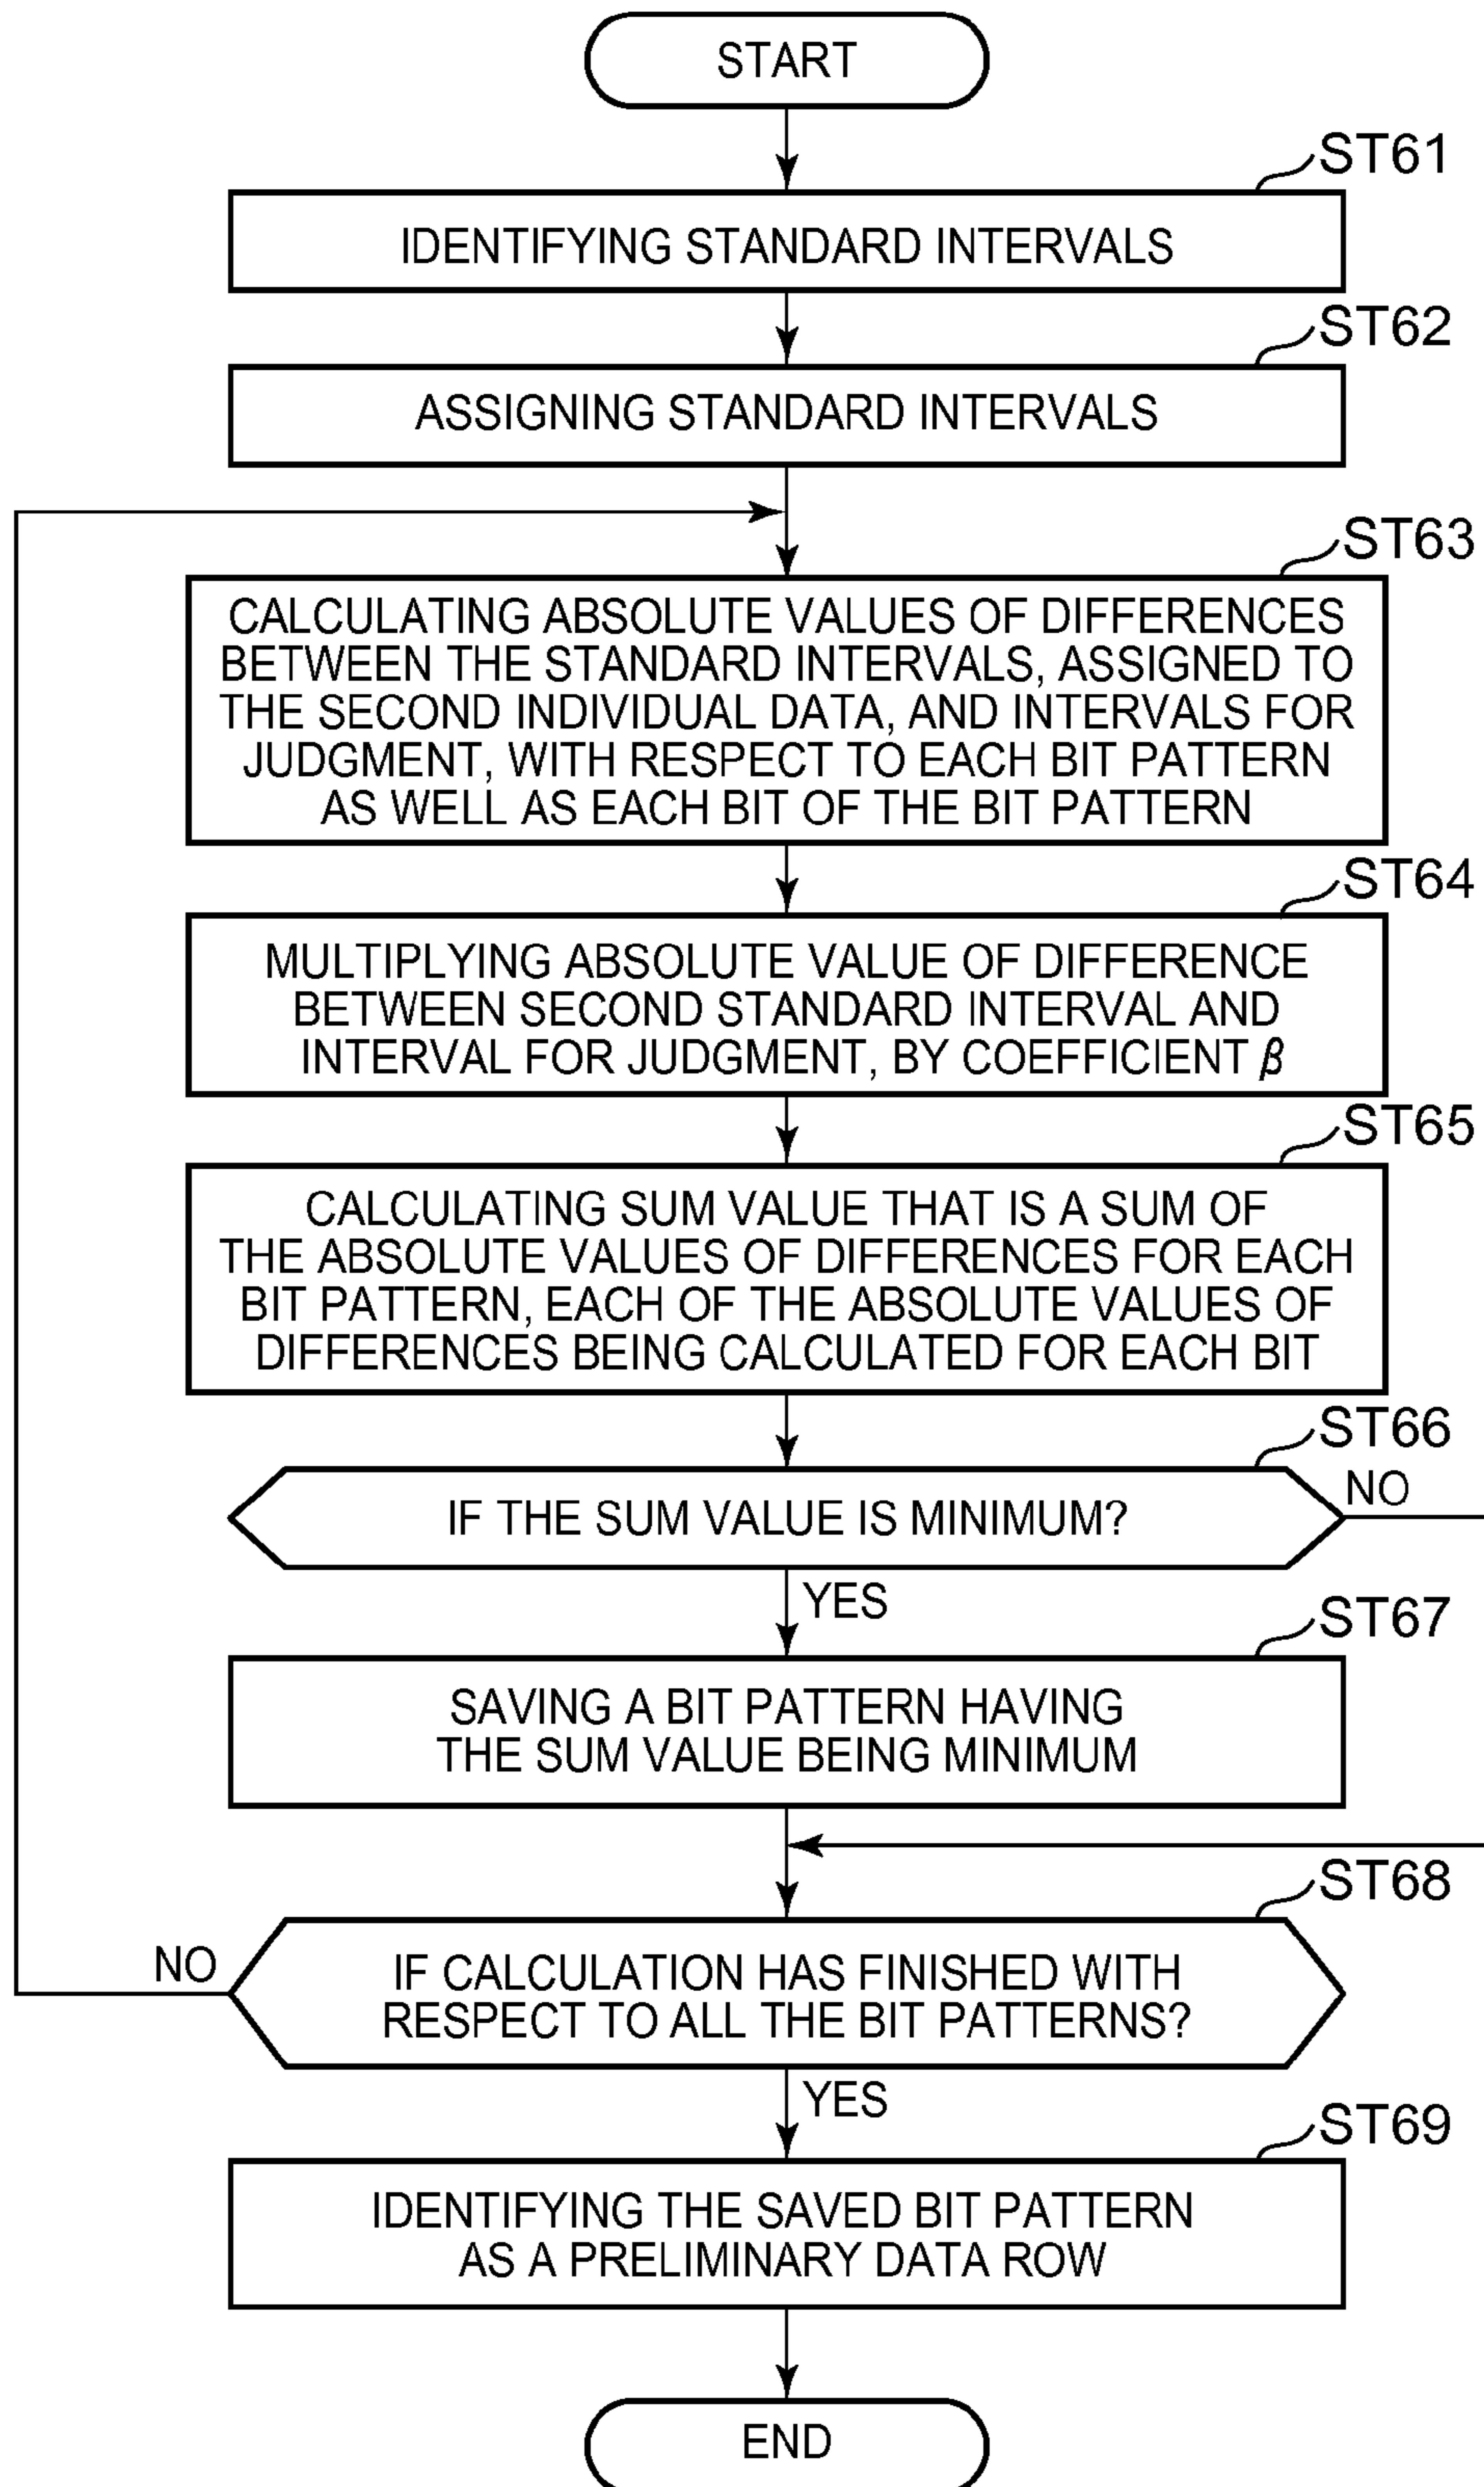 START
ST61
IDENTIFYING STANDARD INTERVALS
ST62
ASSIGNING STANDARD INTERVALS
ST63
CALCULATING ABSOLUTE VALUES OF DIFFERENCES
BETWEEN THE STANDARD INTERVALS, ASSIGNED TO
THE SECOND INDIVIDUAL DATA, AND INTERVALS FOR
JUDGMENT, WITH RESPECT TO EACH BIT PATTERN
AS WELL AS EACH BIT OF THE BIT PATTERN
ST64
MULTIPLYING ABSOLUTE VALUE OF DIFFERENCE
BETWEEN SECOND STANDARD INTERVAL AND
INTERVAL FOR JUDGMENT, BY COEFFICIENT β
ST65
CALCULATING SUM VALUE THAT IS A SUM OF
THE ABSOLUTE VALUES OF DIFFERENCES FOR EACH
BIT PATTERN, EACH OF THE ABSOLUTE VALUES OF
DIFFERENCES BEING CALCULATED FOR EACH BIT
ST66
IF THE SUM VALUE IS MINIMUM?
NO
YES
ST67
SAVING A BIT PATTERN HAVING
THE SUM VALUE BEING MINIMUM
ST68
NO
IF CALCULATION HAS FINISHED WITH
RESPECT TO ALL THE BIT PATTERNS?
YES
ST69
IDENTIFYING THE SAVED BIT PATTERN
AS A PRELIMINARY DATA ROW
END